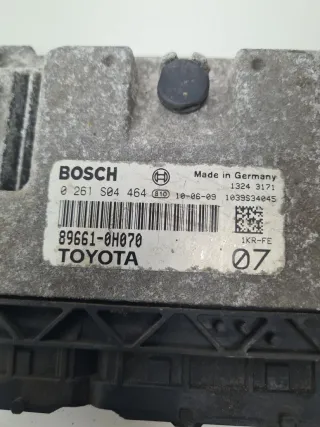 BOSCH Made in Germany
1324 3171
0 261 S04 464 810 10-06-09 1039S34045
89661-0H070 1KR-FE
TOYOTA 07